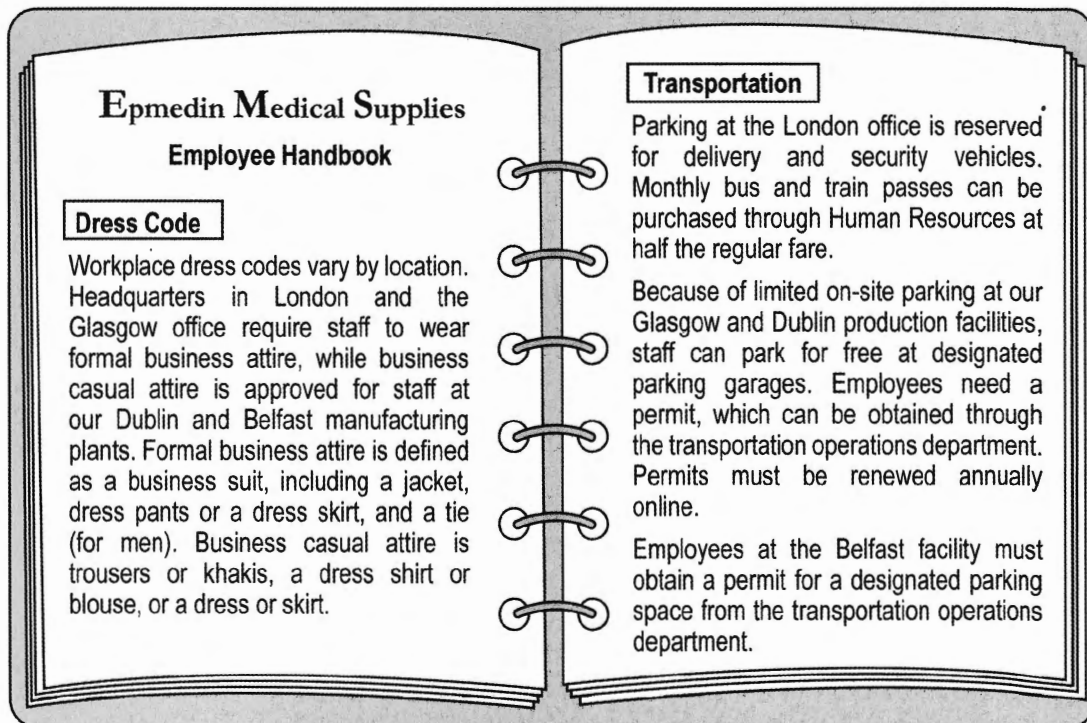 Epmedin Medical Supplies
Employee Handbook
Dress Code
Workplace dress codes vary by location.
Headquarters in London and the
Glasgow office require staff to wear
formal business attire, while business
casual attire is approved for staff at
our Dublin and Belfast manufacturing
plants. Formal business attire is defined
as a business suit, including a jacket,
dress pants or a dress skirt, and a tie
(for men). Business casual attire is
trousers or khakis, a dress shirt or
blouse, or a dress or skirt.
Transportation
Parking at the London office is reserved
for delivery and security vehicles.
Monthly bus and train passes can be
purchased through Human Resources at
half the regular fare.
Because of limited on-site parking at our
Glasgow and Dublin production facilities,
staff can park for free at designated
parking garages. Employees need a
permit, which can be obtained through
the transportation operations department.
Permits must be renewed annually
online.
Employees at the Belfast facility must
obtain a permit for a designated parking
space from the transportation operations
department.